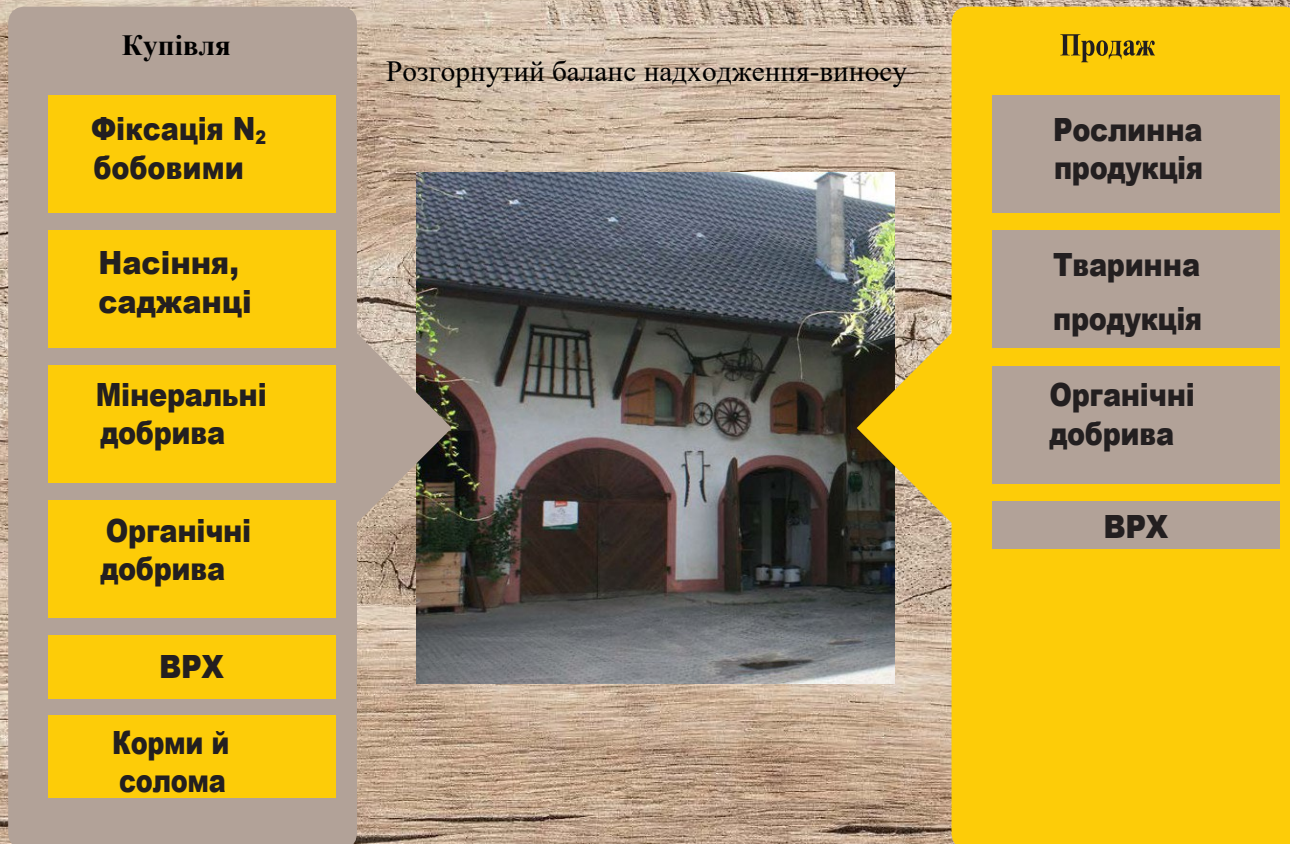 Купівля
Розгорнутий баланс надходження-виносу
Продаж
Фіксація N₂
бобовими
Насіння,
саджанці
Мінеральні
добрива
Органічні
добрива
ВРХ
Корми й
солома
Рослинна
продукція
Тваринна
продукція
Органічні
добрива
ВРХ